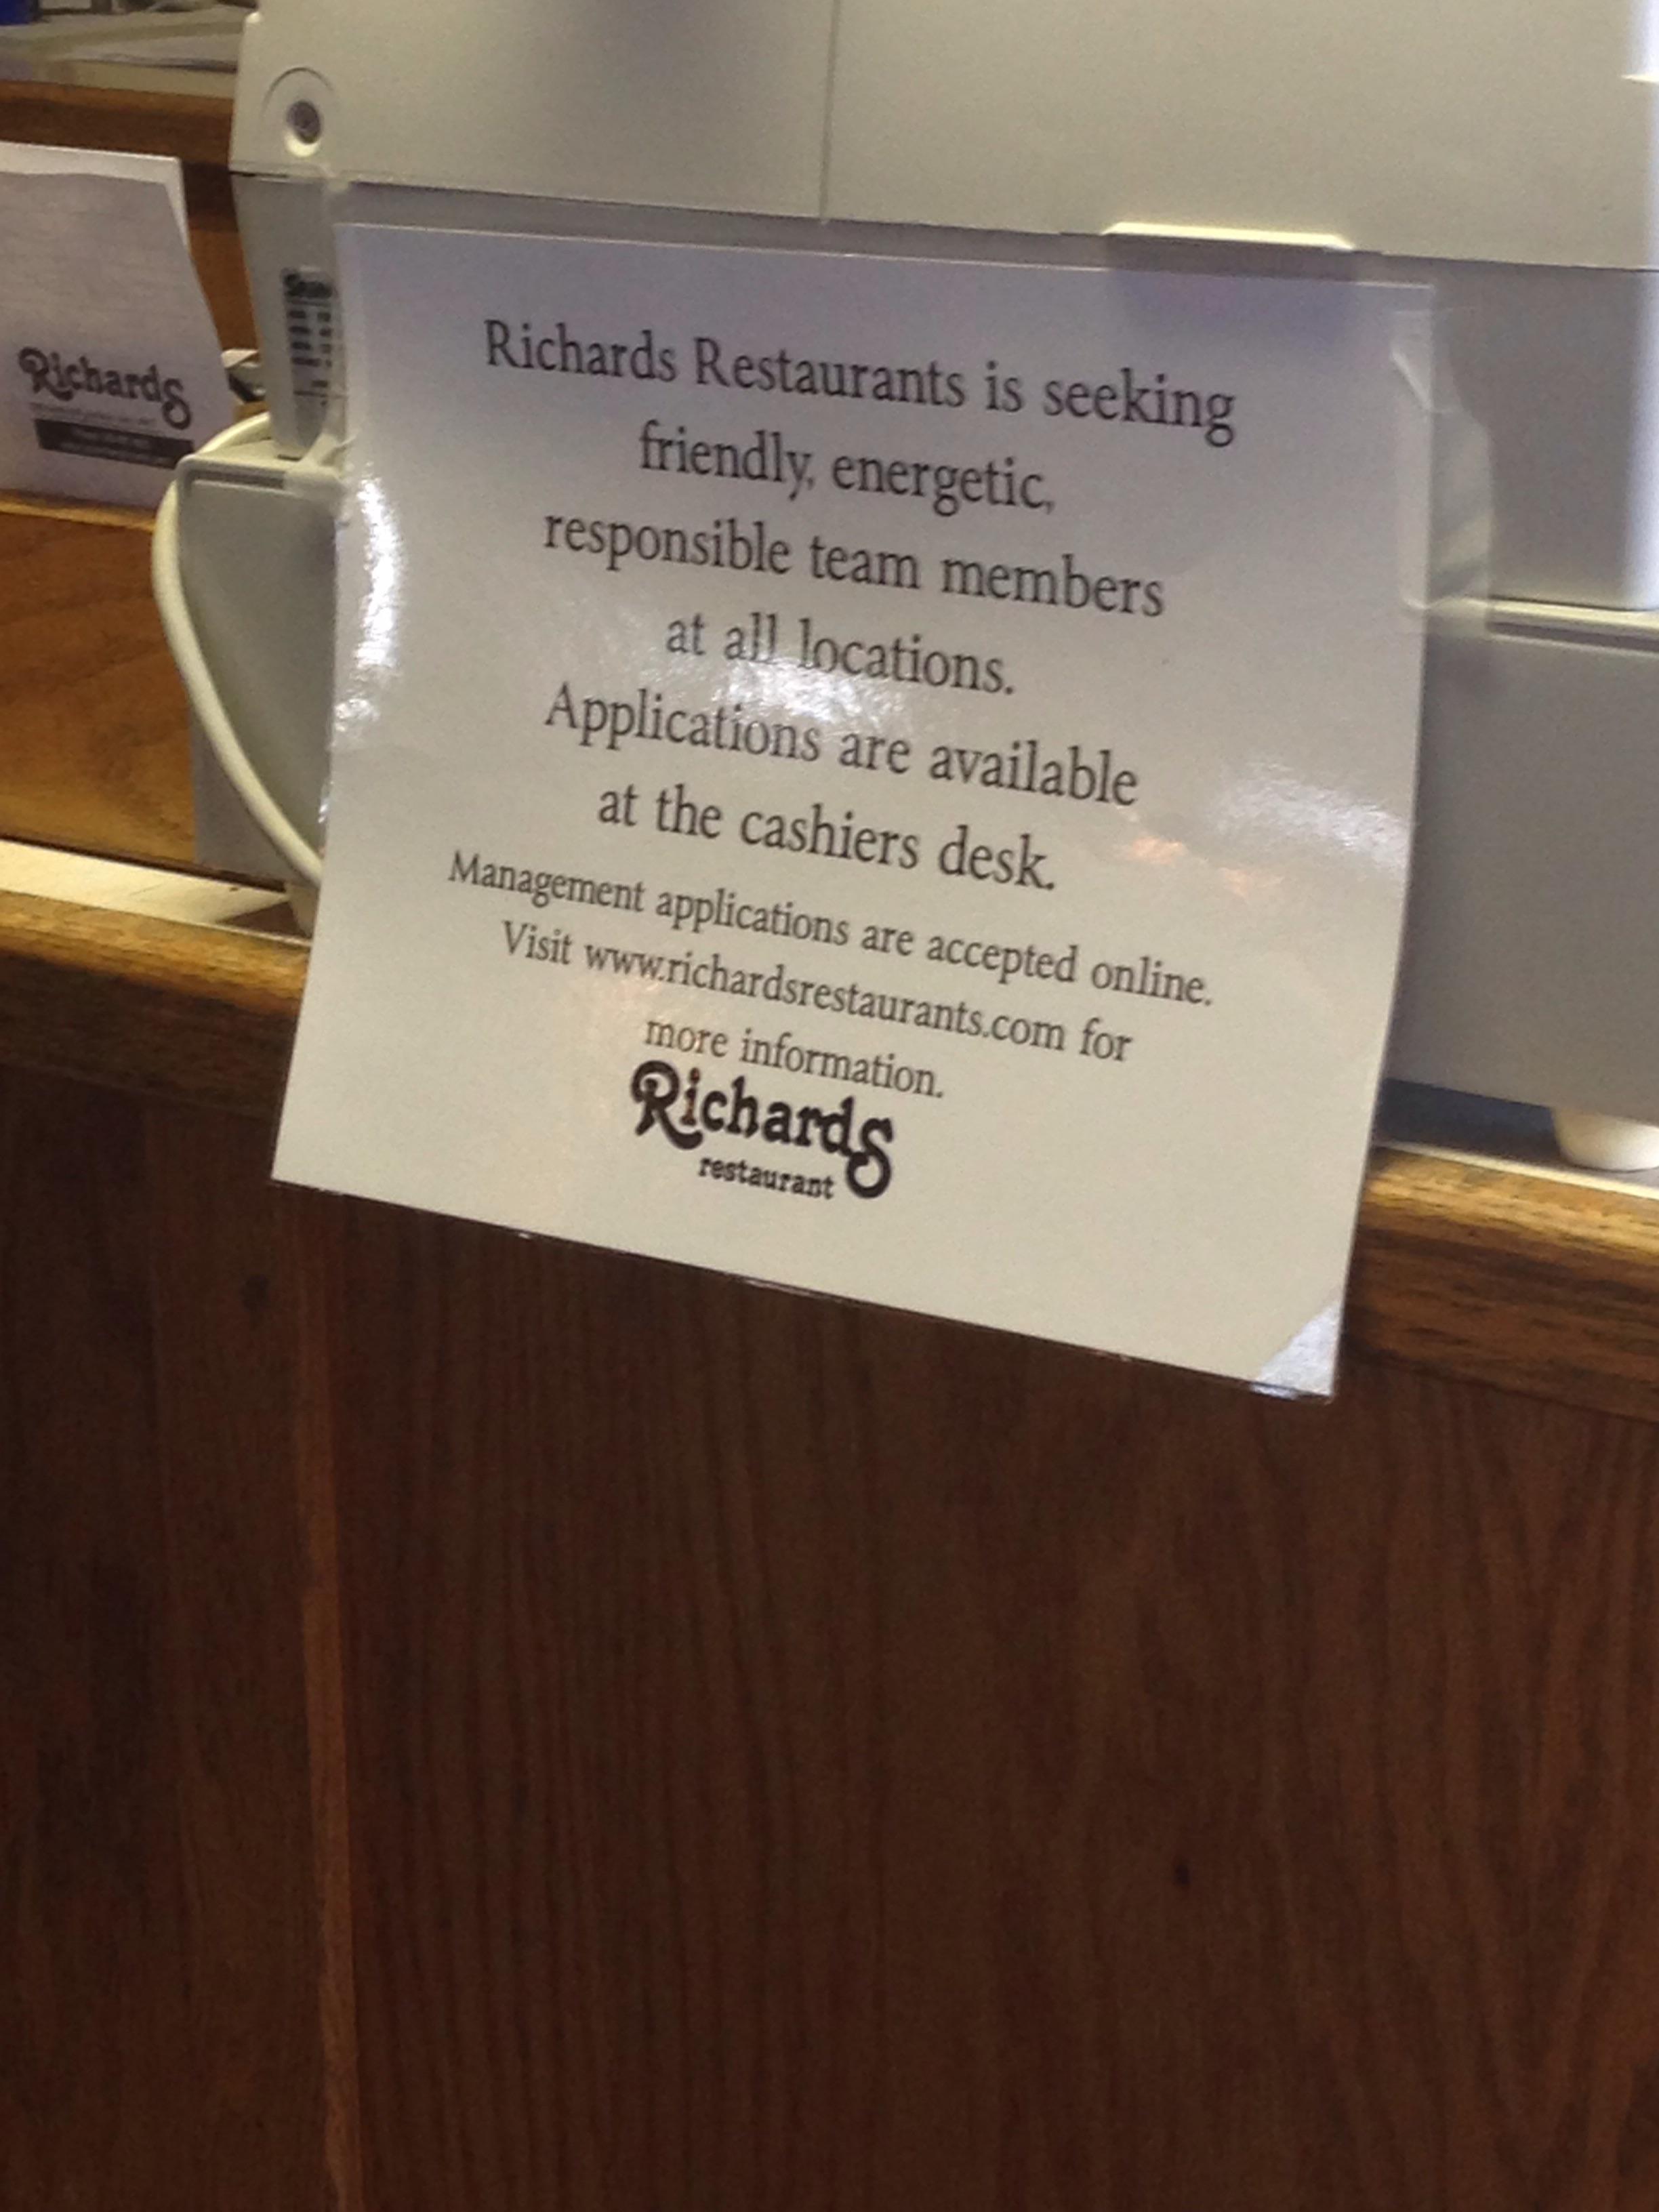 Richards Restaurants is seeking
friendly, energetic,
responsible team members
at all locations.
Applications are available
at the cashiers desk.
Management applications are accepted online.
Visit www.richardsrestaurants.com for
more information.
Richards
restaurant
Richards